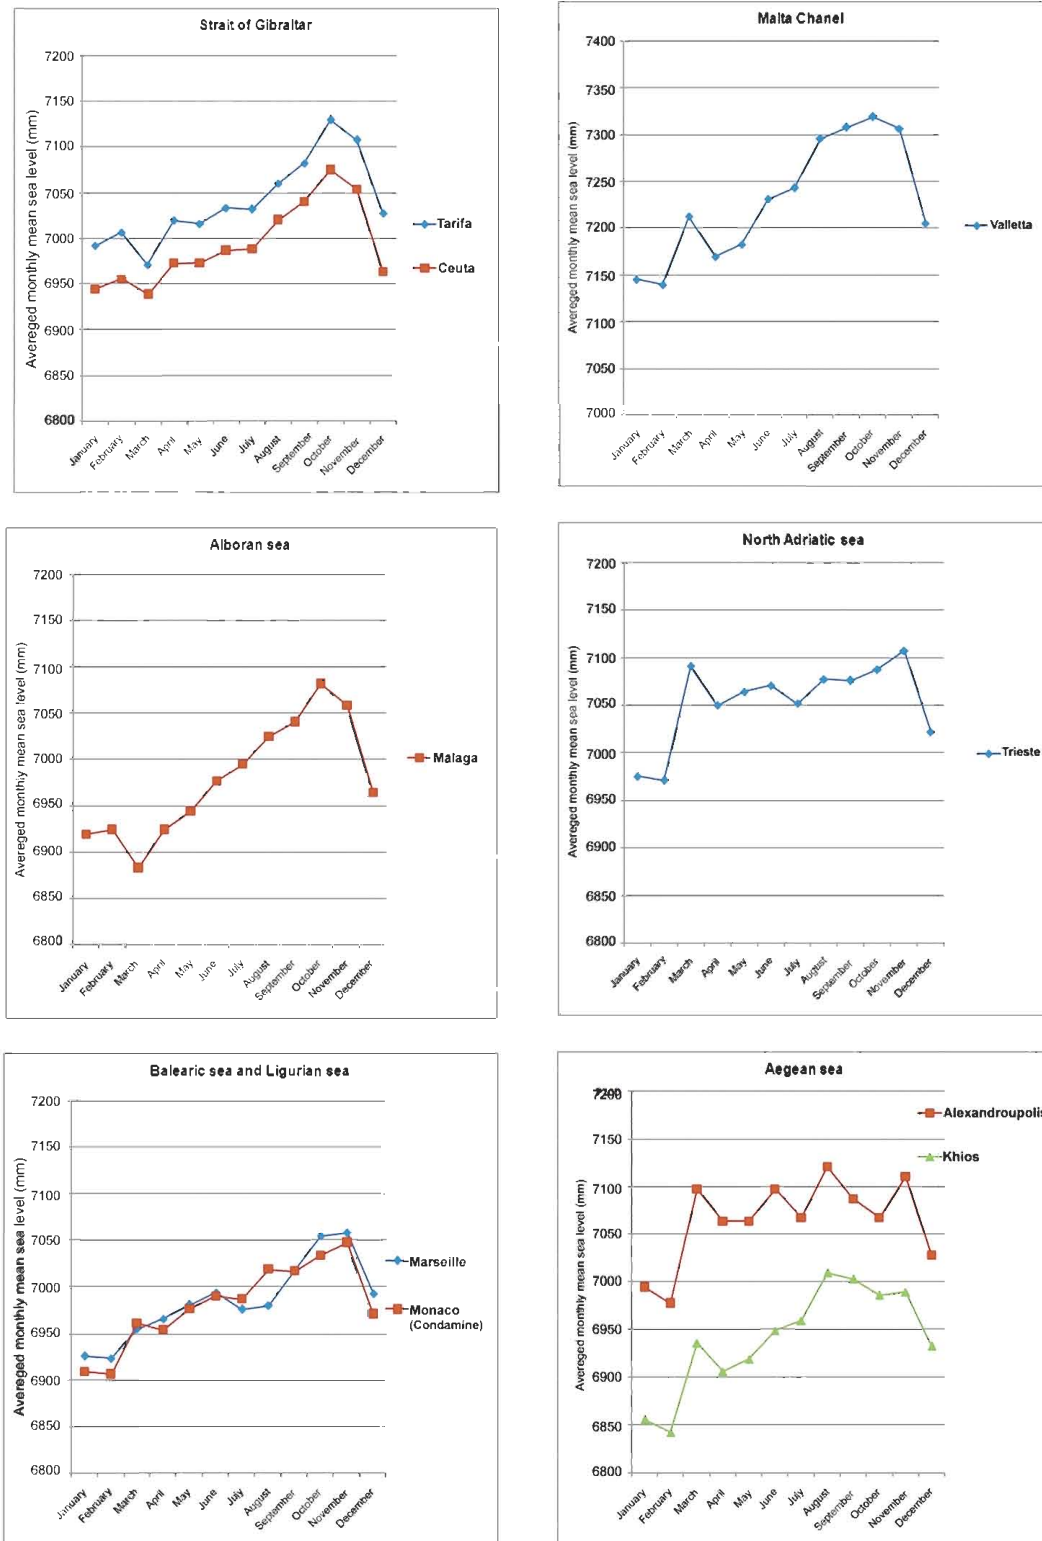 Strait of Gibraltar
Avereged monthly mean sea level (mm)
7200
7150
7100
7050
7000
6950
6900
6850
6800
January
February
March
April
May
June
July
August
September
October
November
December
Tarifa
Ceuta
Malta Chanel
Avereged monthly mean sea level (mm)
7400
7350
7300
7250
7200
7150
7100
7050
7000
January
February
March
April
May
June
July
August
September
October
November
December
Valletta
Alboran sea
Avereged monthly mean sea level (mm)
7200
7150
7100
7050
7000
6950
6900
6850
6800
January
February
March
April
May
June
July
August
September
October
November
December
Malaga
North Adriatic sea
Avereged monthly mean sea level (mm)
7200
7150
7100
7050
7000
6950
6900
6850
6800
January
February
March
April
May
June
July
August
September
October
November
December
Trieste
Balearic sea and Ligurian sea
Avereged monthly mean sea level (mm)
7200
7150
7100
7050
7000
6950
6900
6850
6800
January
February
March
April
May
June
July
August
September
October
November
December
Marseille
Monaco
(Condamine)
Aegean sea
Avereged monthly mean sea level (mm)
7200
7150
7100
7050
7000
6950
6900
6850
6800
January
February
March
April
May
June
July
August
September
October
November
December
Alexandroupolis
Khios